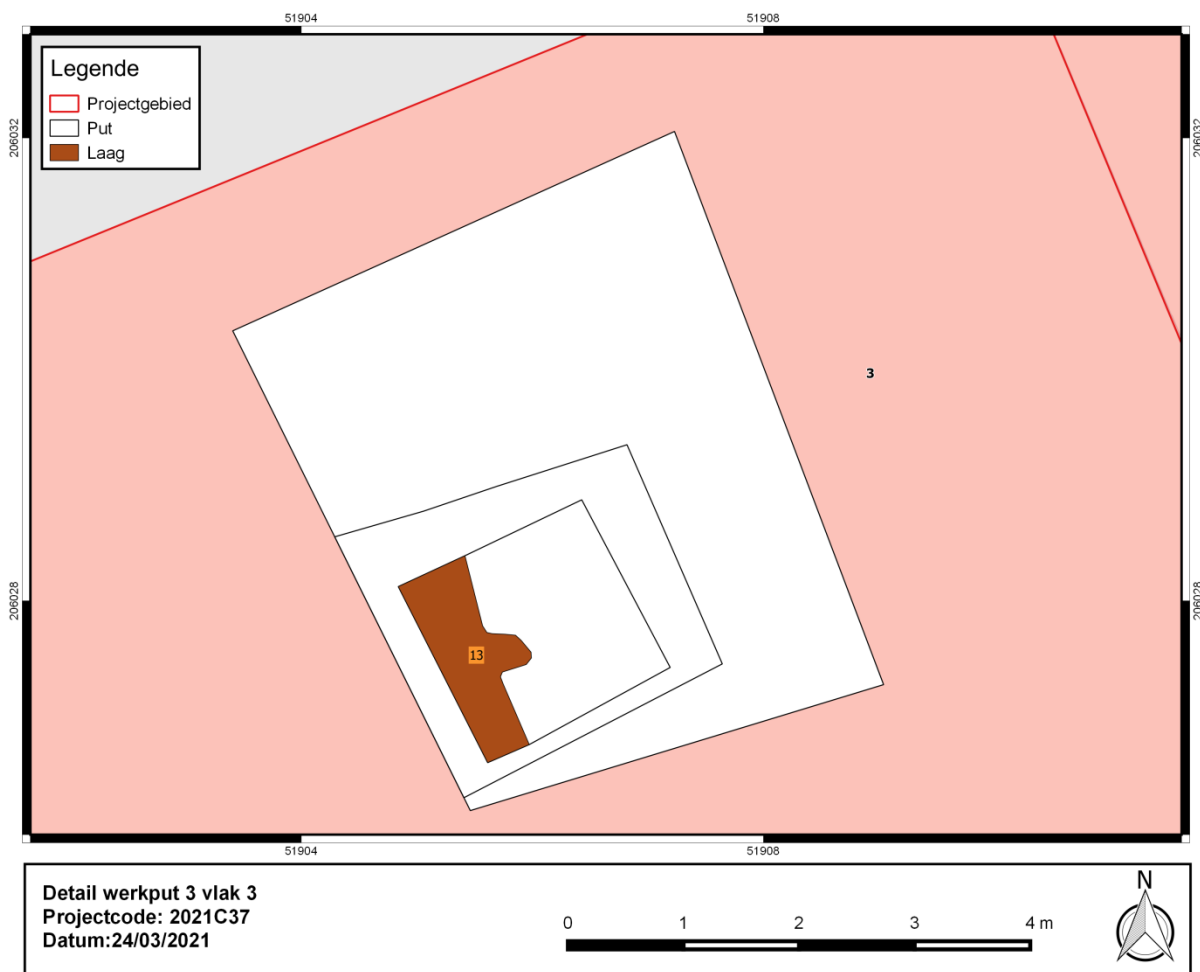 51904
51908
206032
206032
Legende
Projectgebied
Put
Laag
3
13
206028
206028
51904
51908
Detail werkput 3 vlak 3
Projectcode: 2021C37
Datum:24/03/2021
0 1 2 3 4 m
N